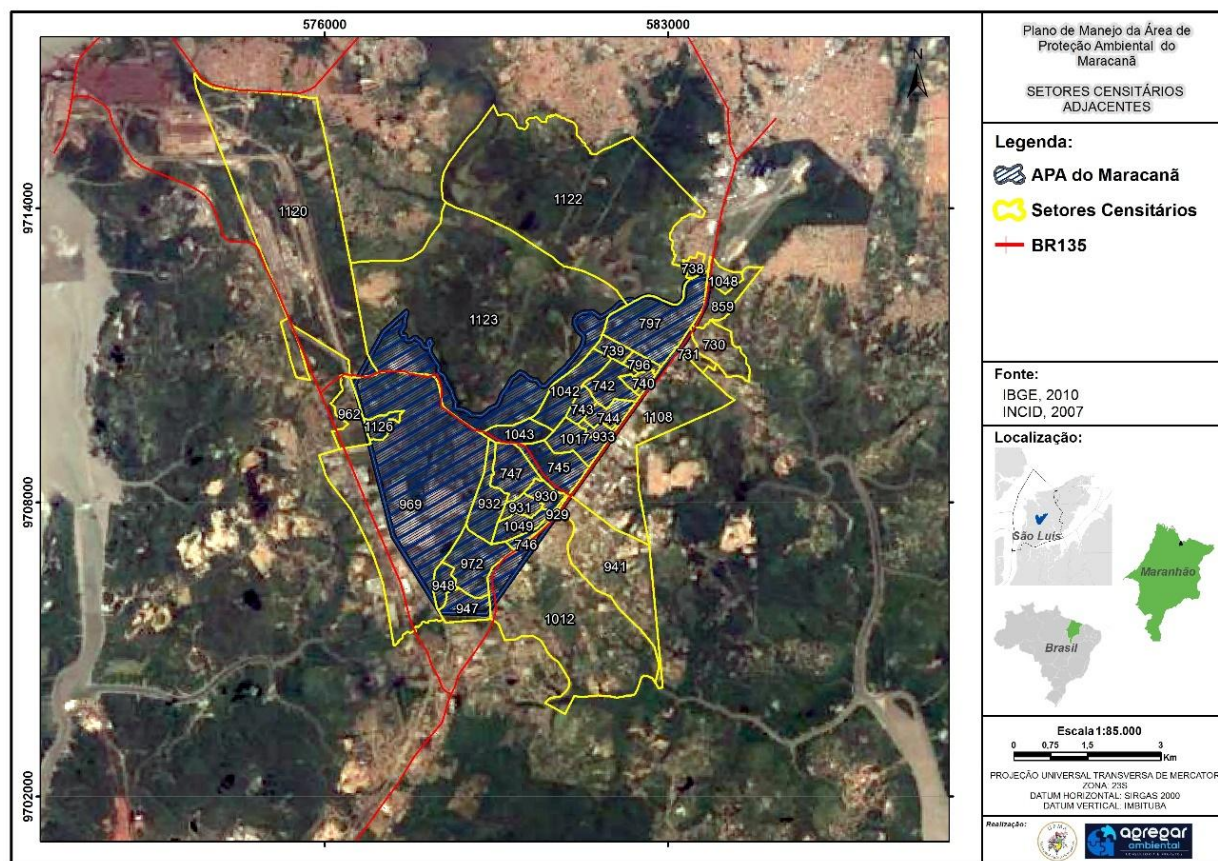 576000
583000
9714000
9708000
9702000
N
1120
1122
1123
738
1048
859
797
730
731
739
796
740
742
1042
743
744
1108
962
1126
1043
1017
933
745
747
969
932
930
931
929
1049
746
972
941
948
947
1012
Plano de Manejo da Área de
Proteção Ambiental do
Maracanã
SETORES CENSITÁRIOS
ADJACENTES
Legenda:
APA do Maracanã
Setores Censitários
BR135
Fonte:
IBGE, 2010
INCID, 2007
Localização:
São Luís
Maranhão
Brasil
Escala 1:85.000
0 0,75 1,5 3
Km
PROJEÇÃO UNIVERSAL TRANSVERSA DE MERCATOR
ZONA: 23S
DATUM HORIZONTAL: SIRGAS 2000
DATUM VERTICAL: IMBITUBA
Realização:
agregar
ambiental